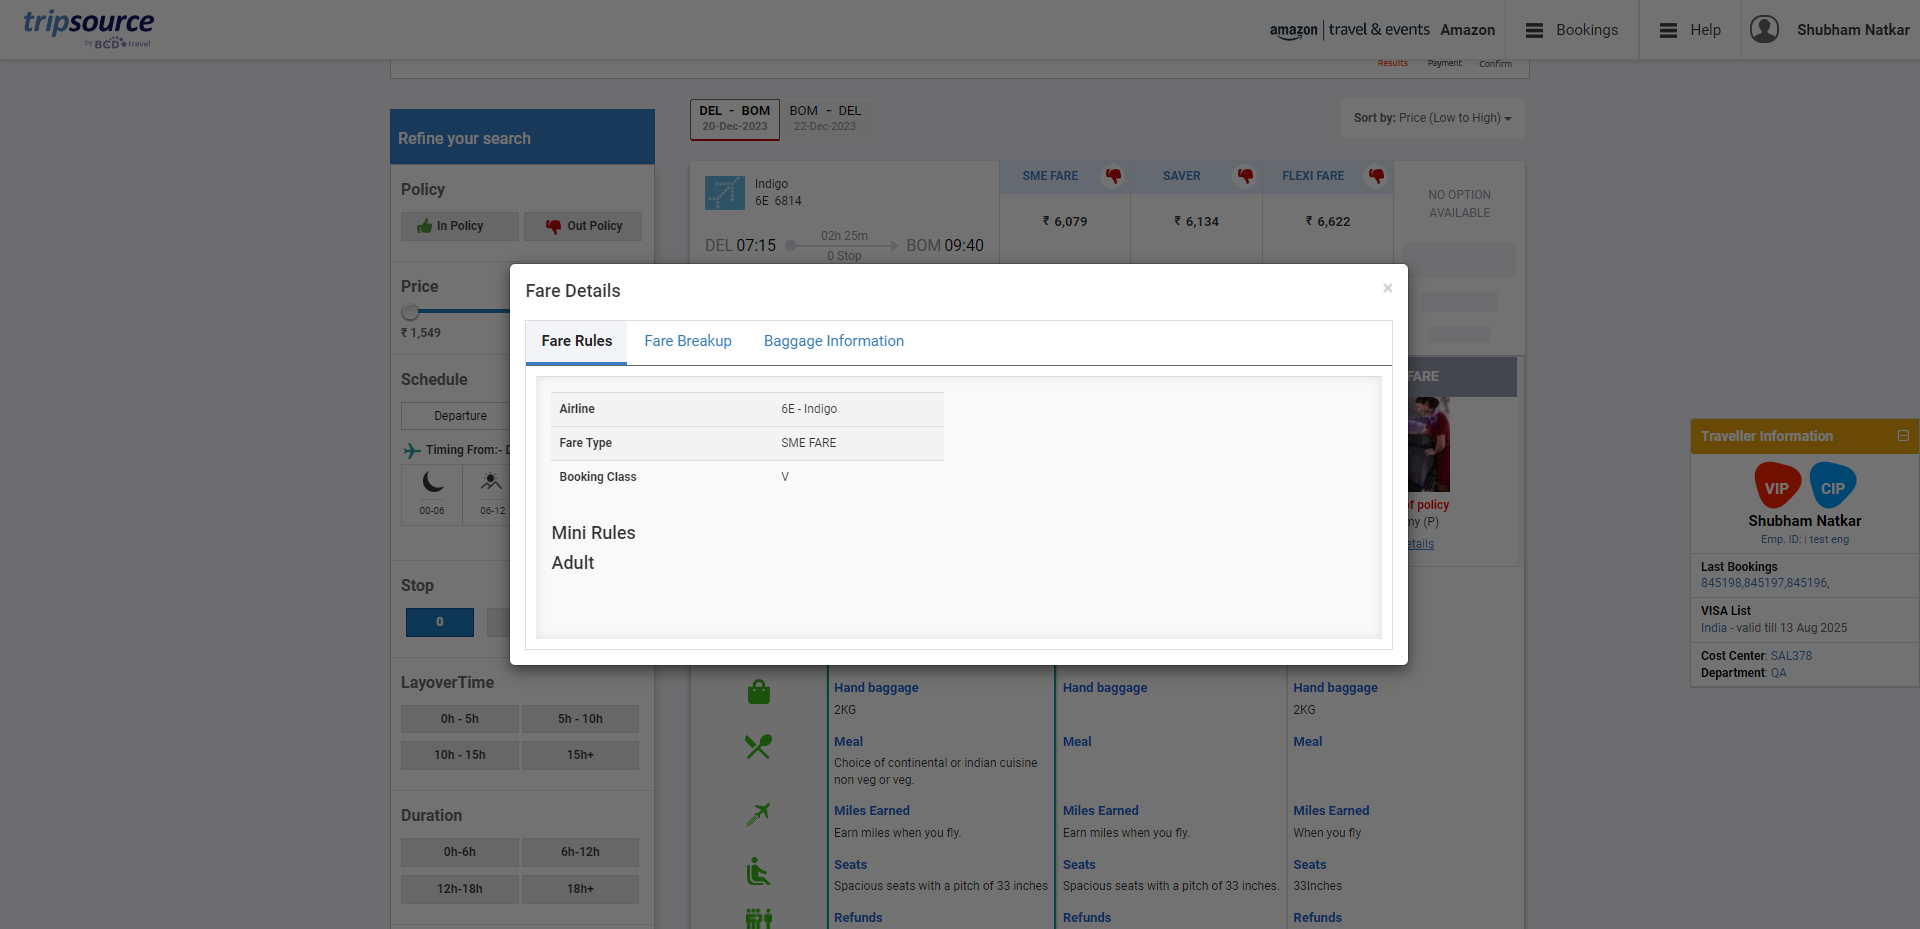 tripsource
by BCD travel
amazon | travel & events Amazon
Bookings
Help
Shubham Natkar
Results
Payment
Confirm
Refine your search
Policy
In Policy
Out Policy
Price
₹ 1,549
Schedule
Departure
Timing From:- D
00-06
06-12
Stop
0
LayoverTime
0h - 5h
5h - 10h
10h - 15h
15h+
Duration
0h-6h
6h-12h
12h-18h
18h+
DEL - BOM
20-Dec-2023
BOM - DEL
22-Dec-2023
Sort by: Price (Low to High)
Indigo
6E 6814
DEL 07:15
02h 25m
0 Stop
BOM 09:40
SME FARE
₹ 6,079
SAVER
₹ 6,134
FLEXI FARE
₹ 6,622
NO OPTION
AVAILABLE
Fare Details
×
Fare Rules
Fare Breakup
Baggage Information
Airline 6E - Indigo
Fare Type SME FARE
Booking Class V
Mini Rules
Adult
FARE
of policy
my (P)
etails
Hand baggage
2KG
Meal
Choice of continental or indian cuisine
non veg or veg.
Miles Earned
Earn miles when you fly.
Seats
Spacious seats with a pitch of 33 inches
Refunds
Hand baggage
Meal
Miles Earned
Earn miles when you fly.
Seats
Spacious seats with a pitch of 33 inches.
Refunds
Hand baggage
2KG
Meal
Miles Earned
When you fly
Seats
33Inches
Refunds
Traveller Information
VIP
CIP
Shubham Natkar
Emp. ID: | test eng
Last Bookings
845198,845197,845196,
VISA List
India - valid till 13 Aug 2025
Cost Center: SAL378
Department: QA